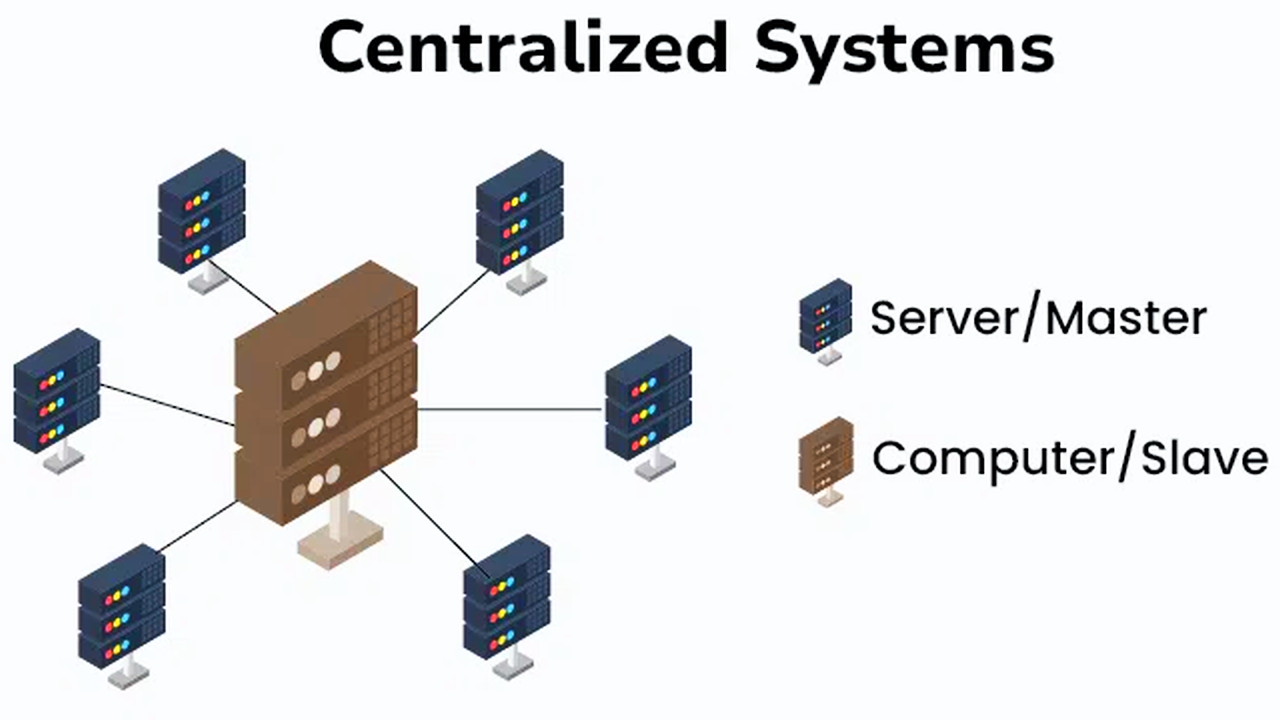 Centralized Systems
Server/Master
Computer/Slave